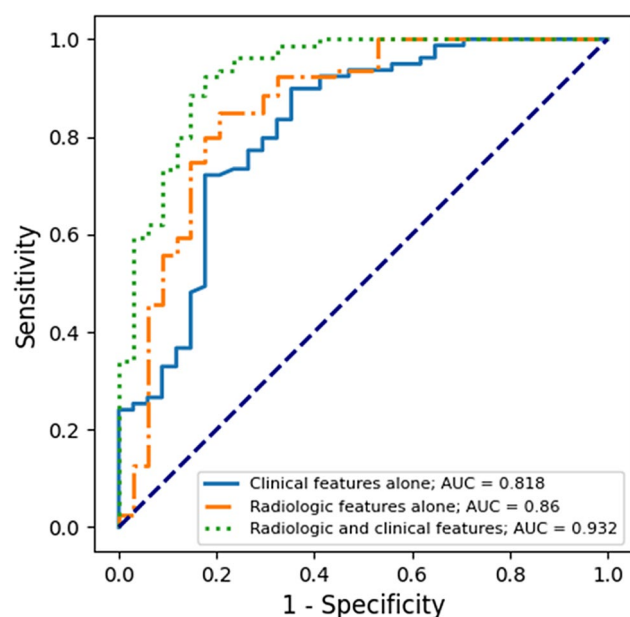 1.0
0.8
0.6
0.4
0.2
0.0
Sensitivity
Clinical features alone; AUC = 0.818
Radiologic features alone; AUC = 0.86
Radiologic and clinical features; AUC = 0.932
0.0 0.2 0.4 0.6 0.8 1.0
1 - Specificity